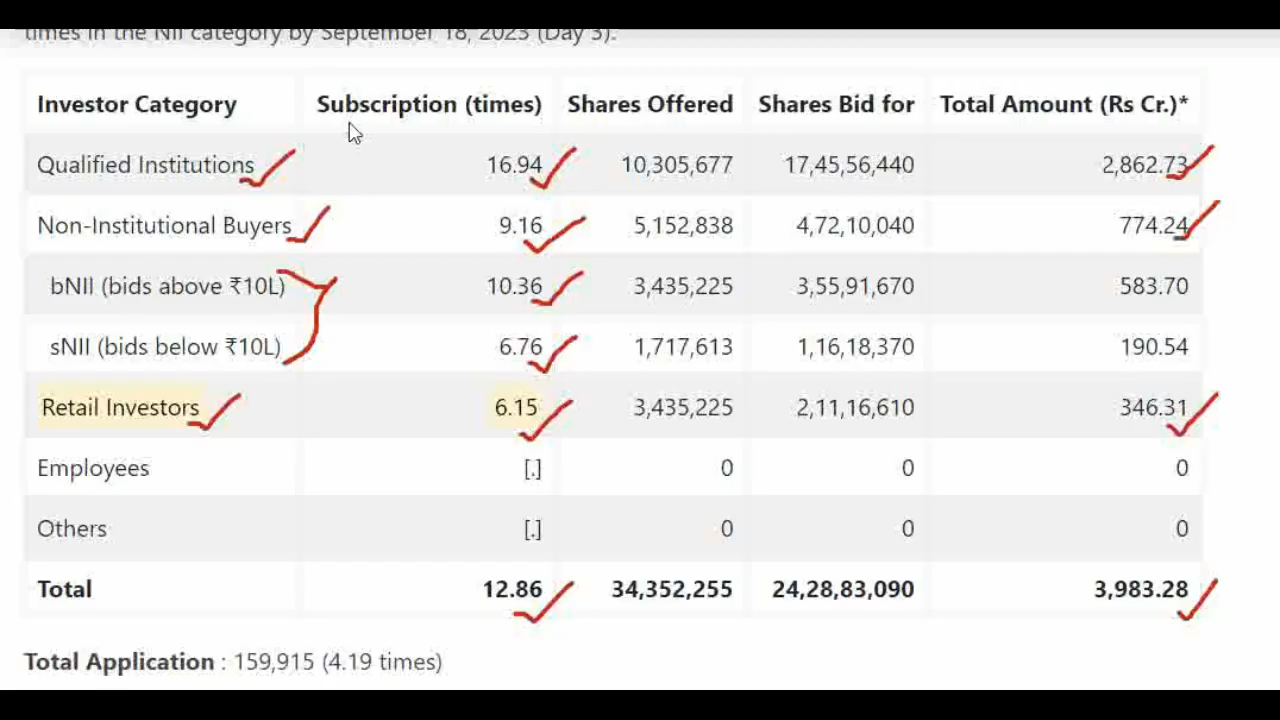 times in the NII category by September 18, 2023 (Day 3).
Investor Category Subscription (times) Shares Offered Shares Bid for Total Amount (Rs Cr.)*
Qualified Institutions 16.94 10,305,677 17,45,56,440 2,862.73
Non-Institutional Buyers 9.16 5,152,838 4,72,10,040 774.24
bNII (bids above ₹10L) 10.36 3,435,225 3,55,91,670 583.70
sNII (bids below ₹10L) 6.76 1,717,613 1,16,18,370 190.54
Retail Investors 6.15 3,435,225 2,11,16,610 346.31
Employees [.] 0 0 0
Others [.] 0 0 0
Total 12.86 34,352,255 24,28,83,090 3,983.28
Total Application : 159,915 (4.19 times)